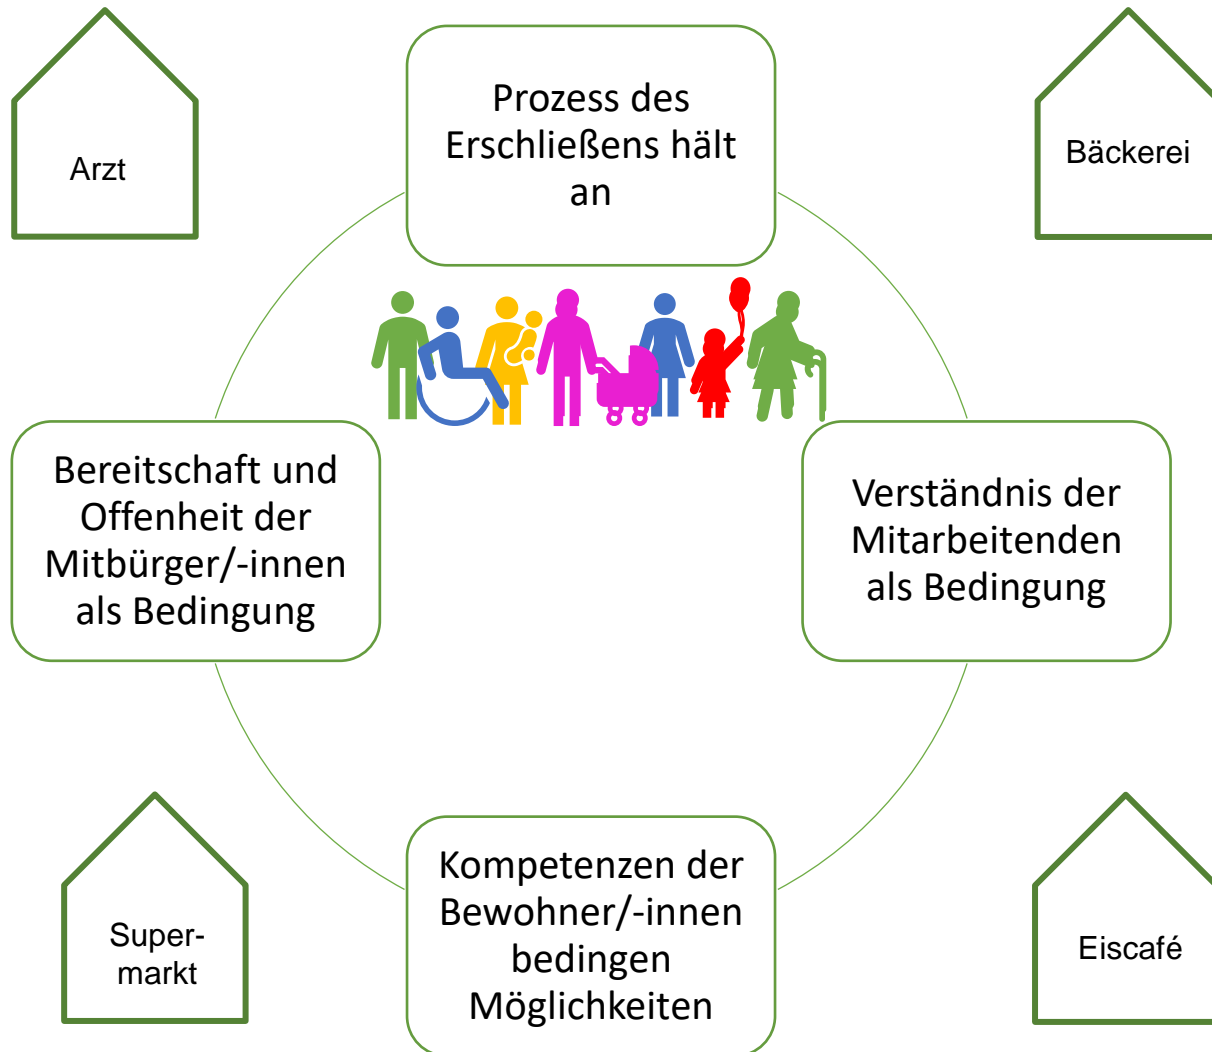 Arzt
Prozess des
Erschließens hält
an
Bäckerei
Bereitschaft und
Offenheit der
Mitbürger/-innen
als Bedingung
Verständnis der
Mitarbeitenden
als Bedingung
Super-
markt
Kompetenzen der
Bewohner/-innen
bedingen
Möglichkeiten
Eiscafé